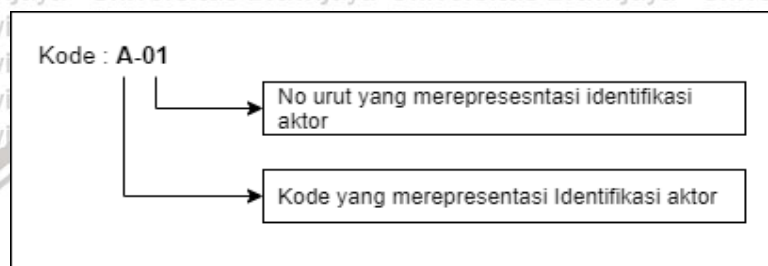 Kode : A-01
No urut yang merepresesntasi identifikasi
aktor
Kode yang merepresentasi Identifikasi aktor